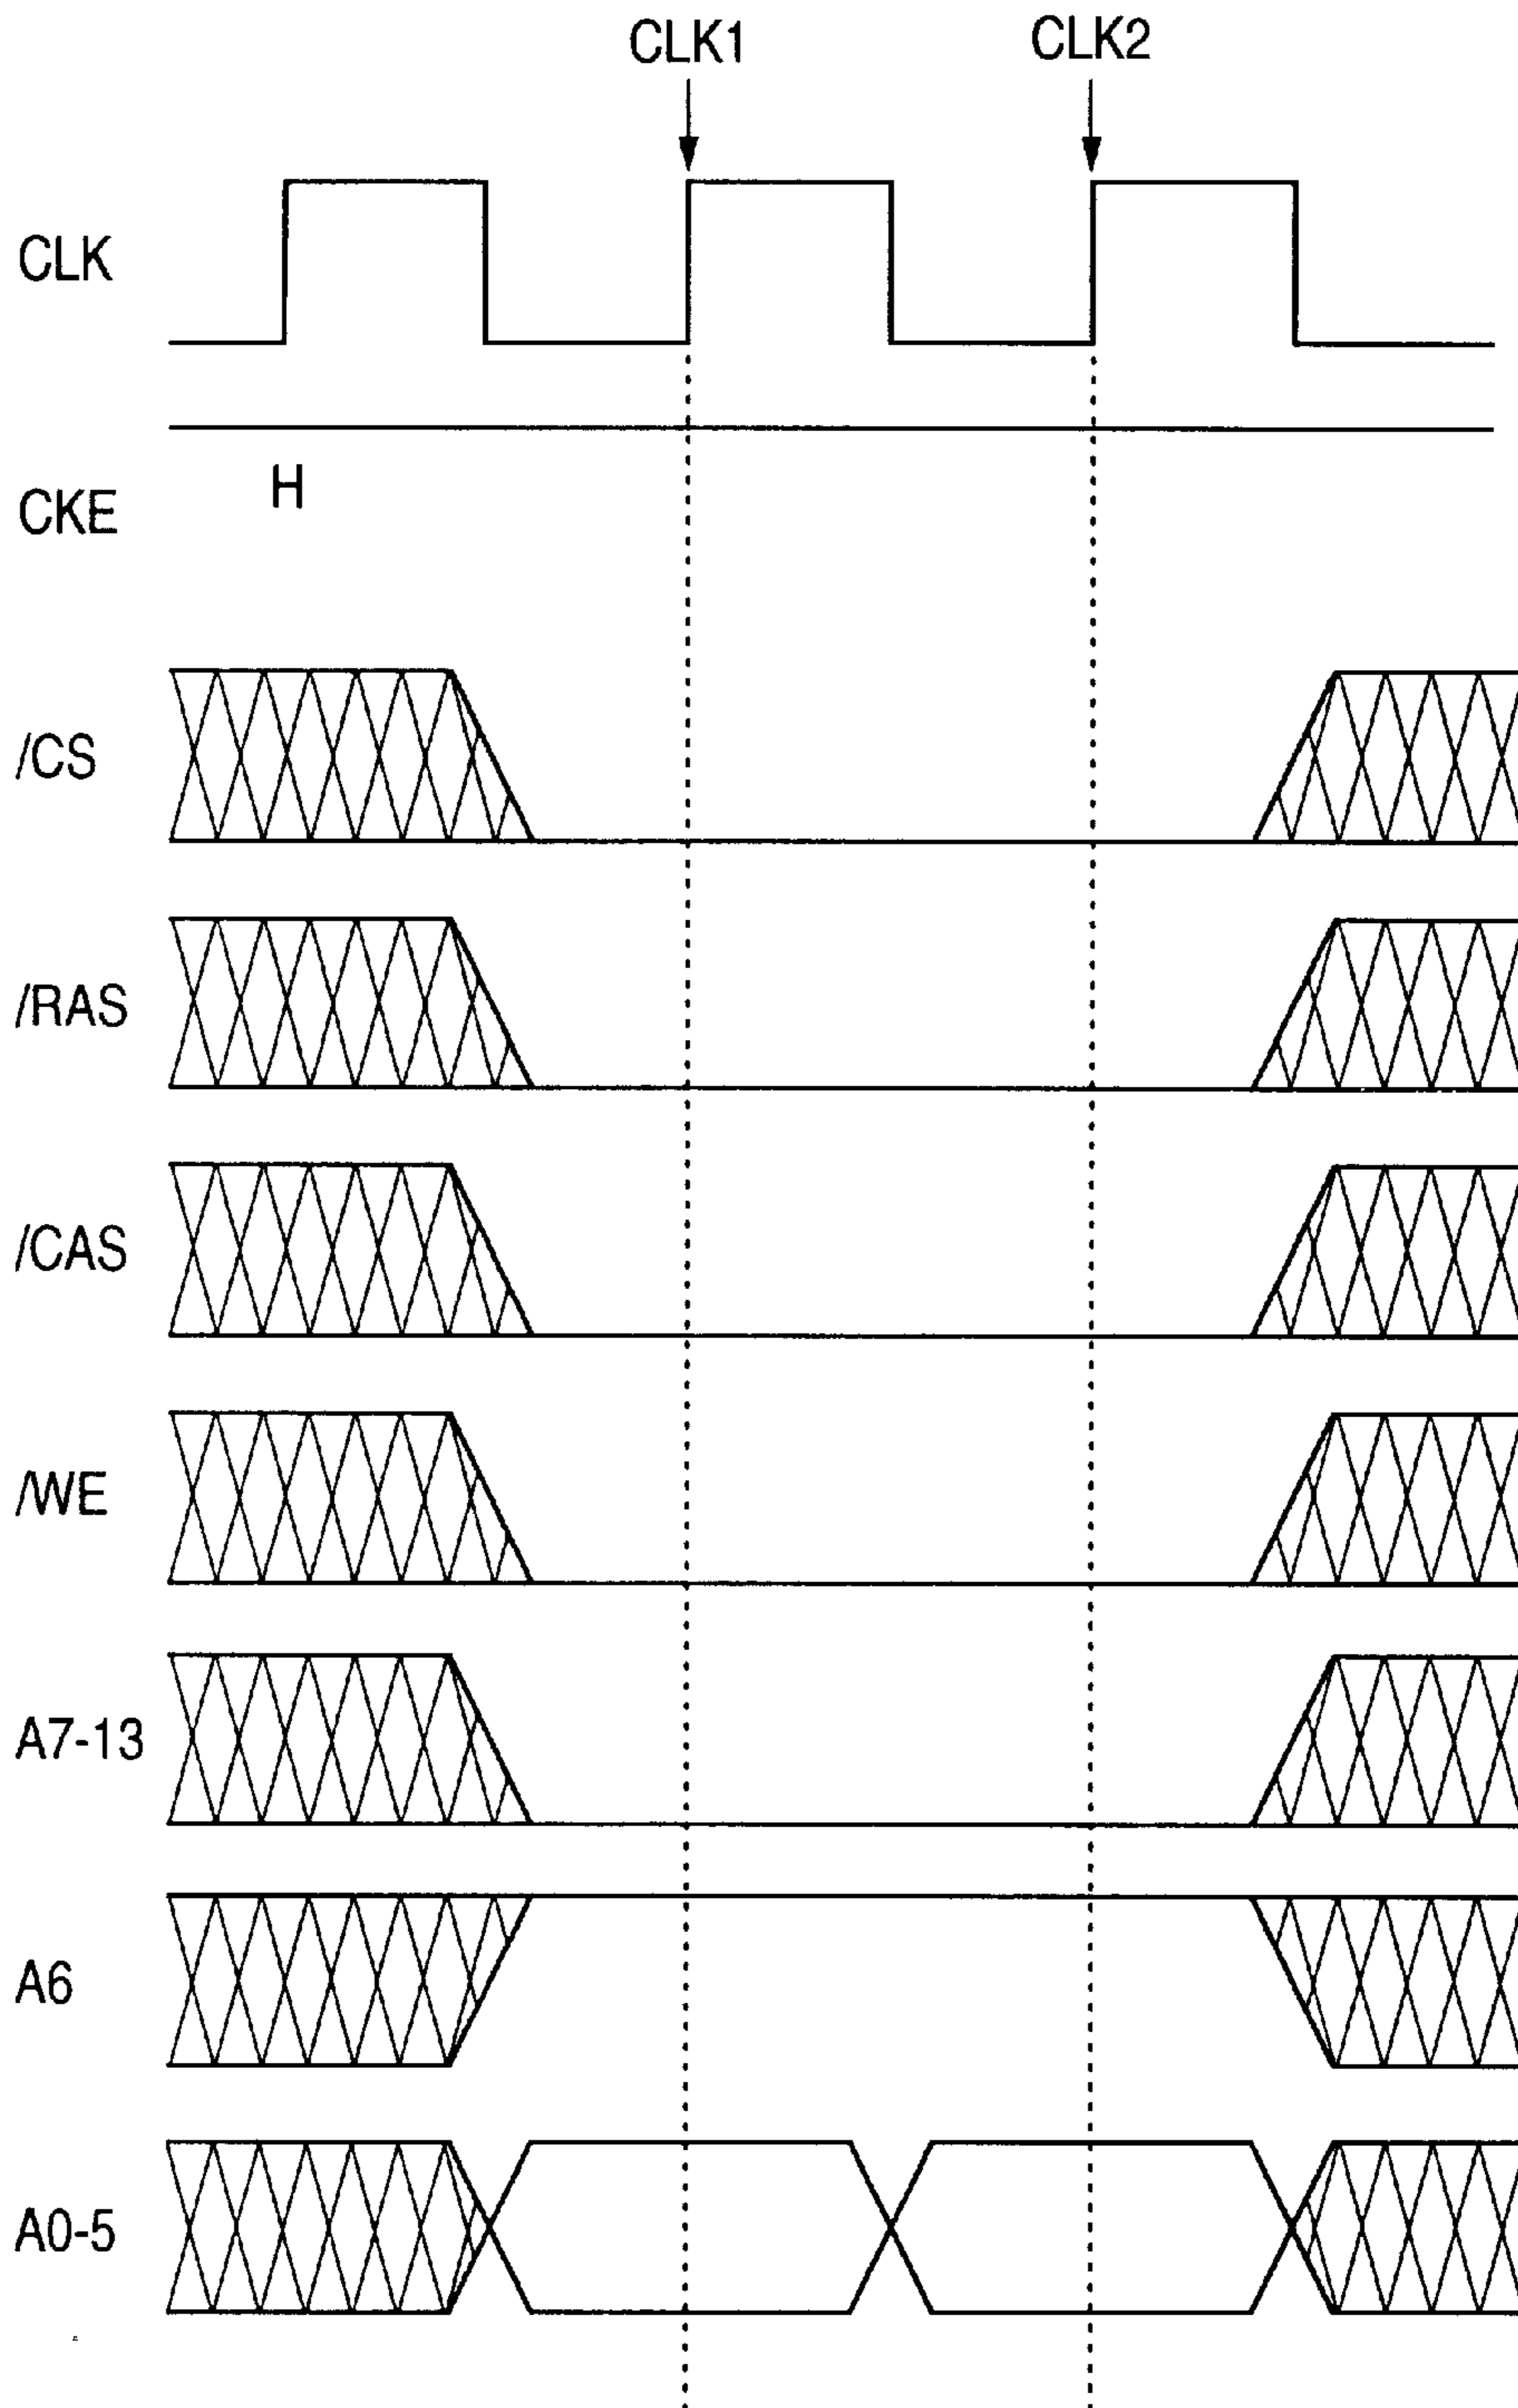 CLK1 CLK2
CLK
H
CKE
/CS
/RAS
/CAS
/WE
A7-13
A6
A0-5